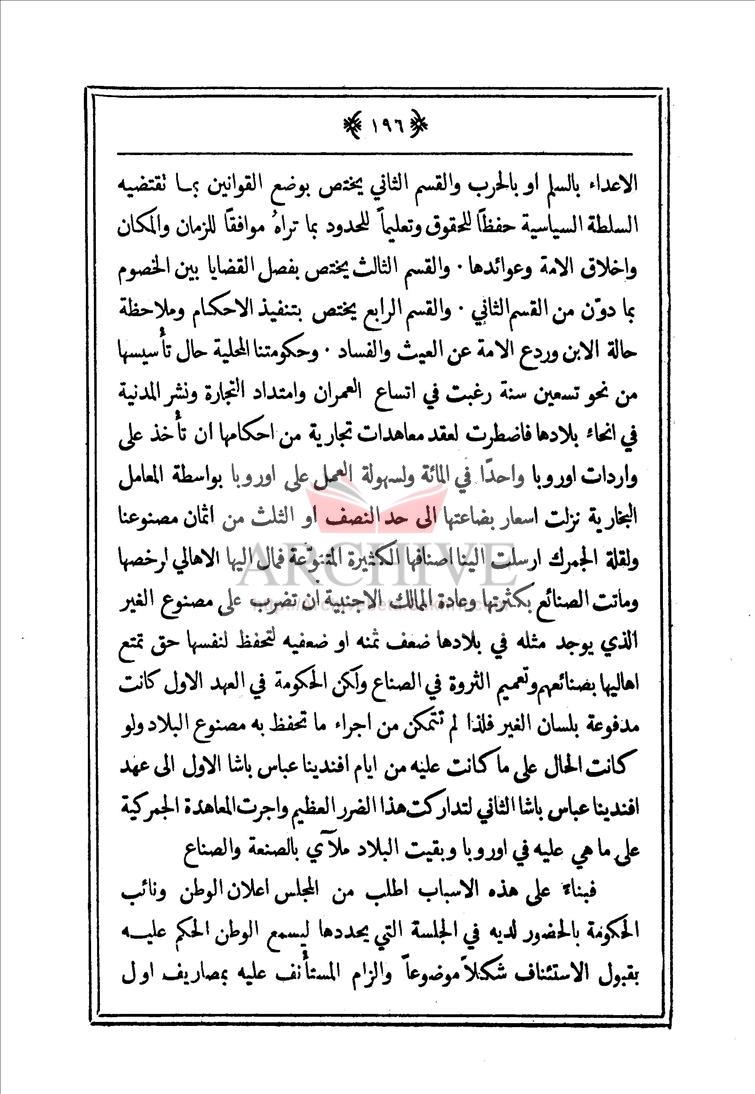 ١٩٦
الاعداء بالسلم او بالحرب والقسم الثاني يختص بوضع القوانين بما تقتضيه
السلطة السياسية حفظاً للحقوق وتعليماً للحدود بما تراهُ موافقًا للزمان والمكان
واخلاق الامة وعوائدها · والقسم الثالث يختص بفصل القضايا بين الخصوم
بما دوّن من القسم الثاني · والقسم الرابع يختص بتنفيذ الاحكام وملاحظة
حالة الابن وردع الامة عن العيث والفساد · وحكومتنا المحلية حال تأسيسها
من نحو تسعين سنة رغبت في اتساع العمران وامتداد التجارة ونشر المدنية
في انحاء بلادها فاضطرت لعقد معاهدات تجارية من احكامها ان تأخذ على
واردات اوروبا واحدًا في المائة ولسهولة العمل على اوروبا بواسطة المعامل
البخارية نزلت اسعار بضاعتها الى حد النصف او الثلث من اثمان مصنوعنا
ولقلة الجمرك ارسلت الينا اصنافها الكثيرة المتنوّعة فمال اليها الاهالي لرخصها
ARCHIVE
وماتت الصنائع بكثرتها وعادة الممالك الاجنبية ان تضرب على مصنوع الغير
الذي يوجد مثله في بلادها ضعف ثمنه او ضعفيه لتحفظ لنفسها حق تمتع
اهاليها بصنائعهم وتعميم الثروة في الصناع ولكن الحكومة في العهد الاول كانت
مدفوعة بلسان الغير فلذا لم تتمكن من اجراء ما تحفظ به مصنوع البلاد ولو
كانت الحال على ما كانت عليه من ايام افندينا عباس باشا الاول الى عهد
افندينا عباس باشا الثاني لتداركت هذا الضرر العظيم واجرت المعاهدة الجمركية
على ما هي عليه في اوروبا وبقيت البلاد ملآي بالصنعة والصناع
فبناءً على هذه الاسباب اطلب من المجلس اعلان الوطن ونائب
الحكومة بالحضور لديه في الجلسة التي يحددها ليسمع الوطن الحكم عليه
بقبول الاستئناف شكلاً موضوعاً والزام المستأنف عليه بمصاريف اول